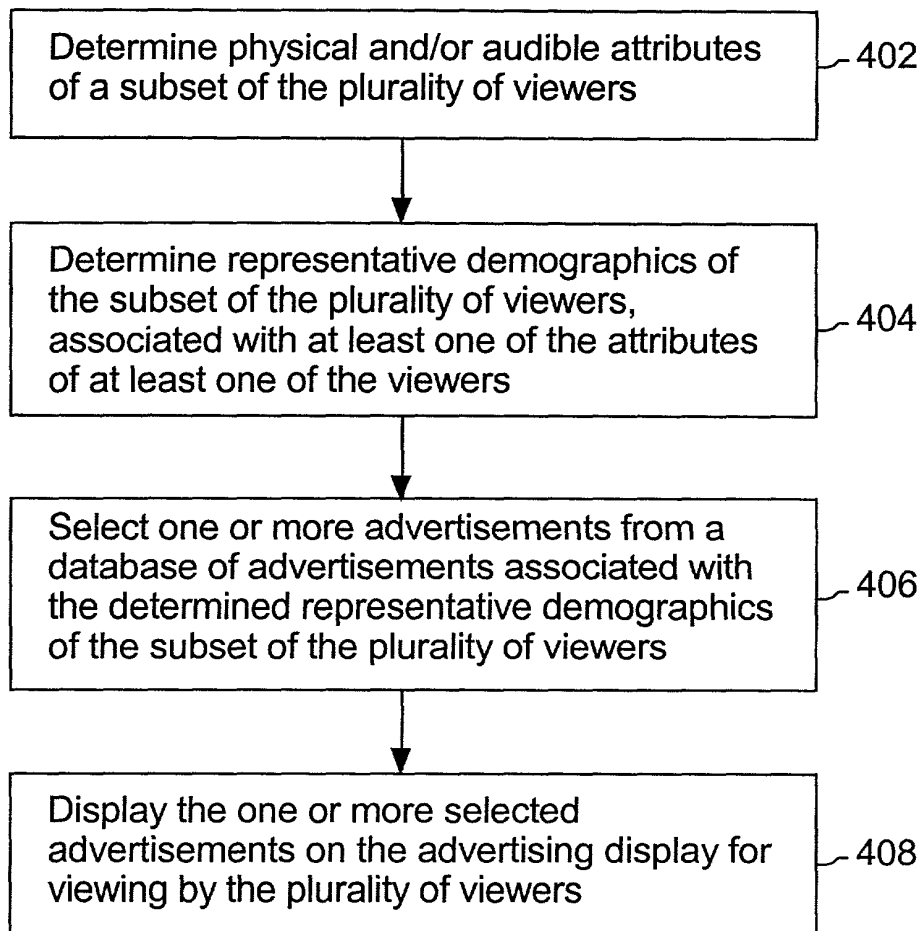 Determine physical and/or audible attributes
of a subset of the plurality of viewers
402
Determine representative demographics of
the subset of the plurality of viewers,
associated with at least one of the attributes
of at least one of the viewers
404
Select one or more advertisements from a
database of advertisements associated with
the determined representative demographics
of the subset of the plurality of viewers
406
Display the one or more selected
advertisements on the advertising display for
viewing by the plurality of viewers
408